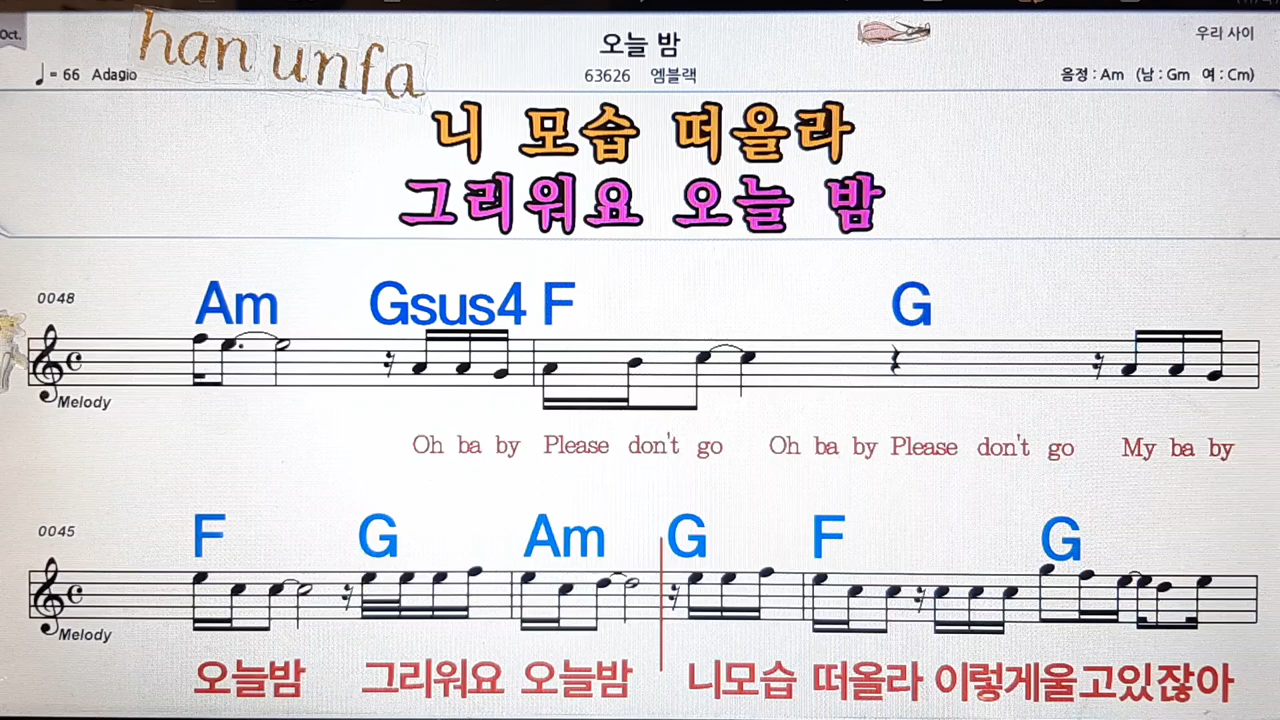 Oct.
han unfa
오늘 밤
우리 사이
= 66 Adagio
63626 엠블랙
음정 : Am (남 : Gm 여 : Cm)
니 모습 떠올라
그리워요 오늘 밤
0048
Am Gsus4 F G
Melody
Oh ba by Please don't go Oh ba by Please don't go My ba by
0045
F G Am G F G
Melody
오늘밤 그리워요 오늘밤 니모습 떠올라 이렇게울고있잖아